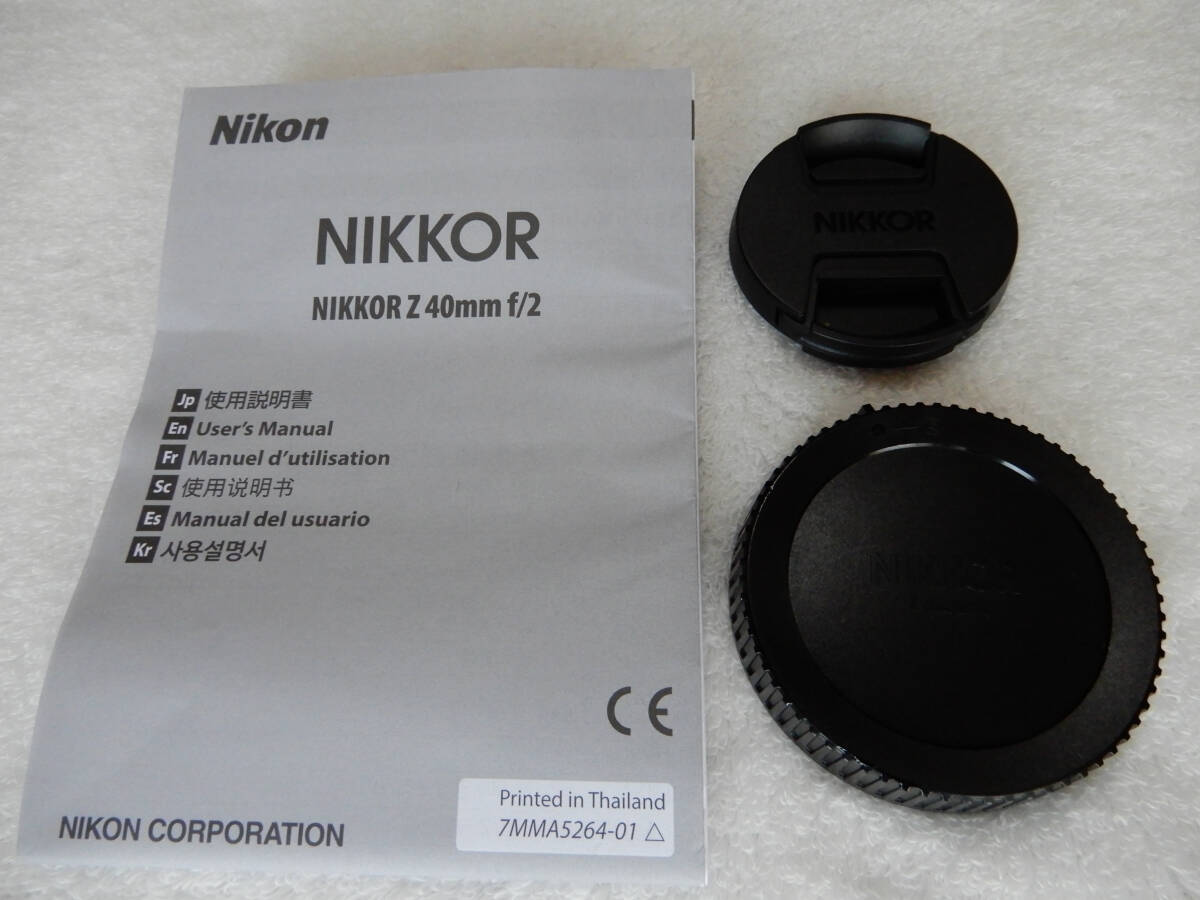 Nikon
NIKKOR
NIKKOR Z 40mm f/2
Jp 使用説明書
En User's Manual
Fr Manuel d'utilisation
Sc 使用说明书
Es Manual del usuario
Kr 사용설명서
CE
Printed in Thailand
7MMA5264-01 △
NIKON CORPORATION
NIKKOR
NIKKOR